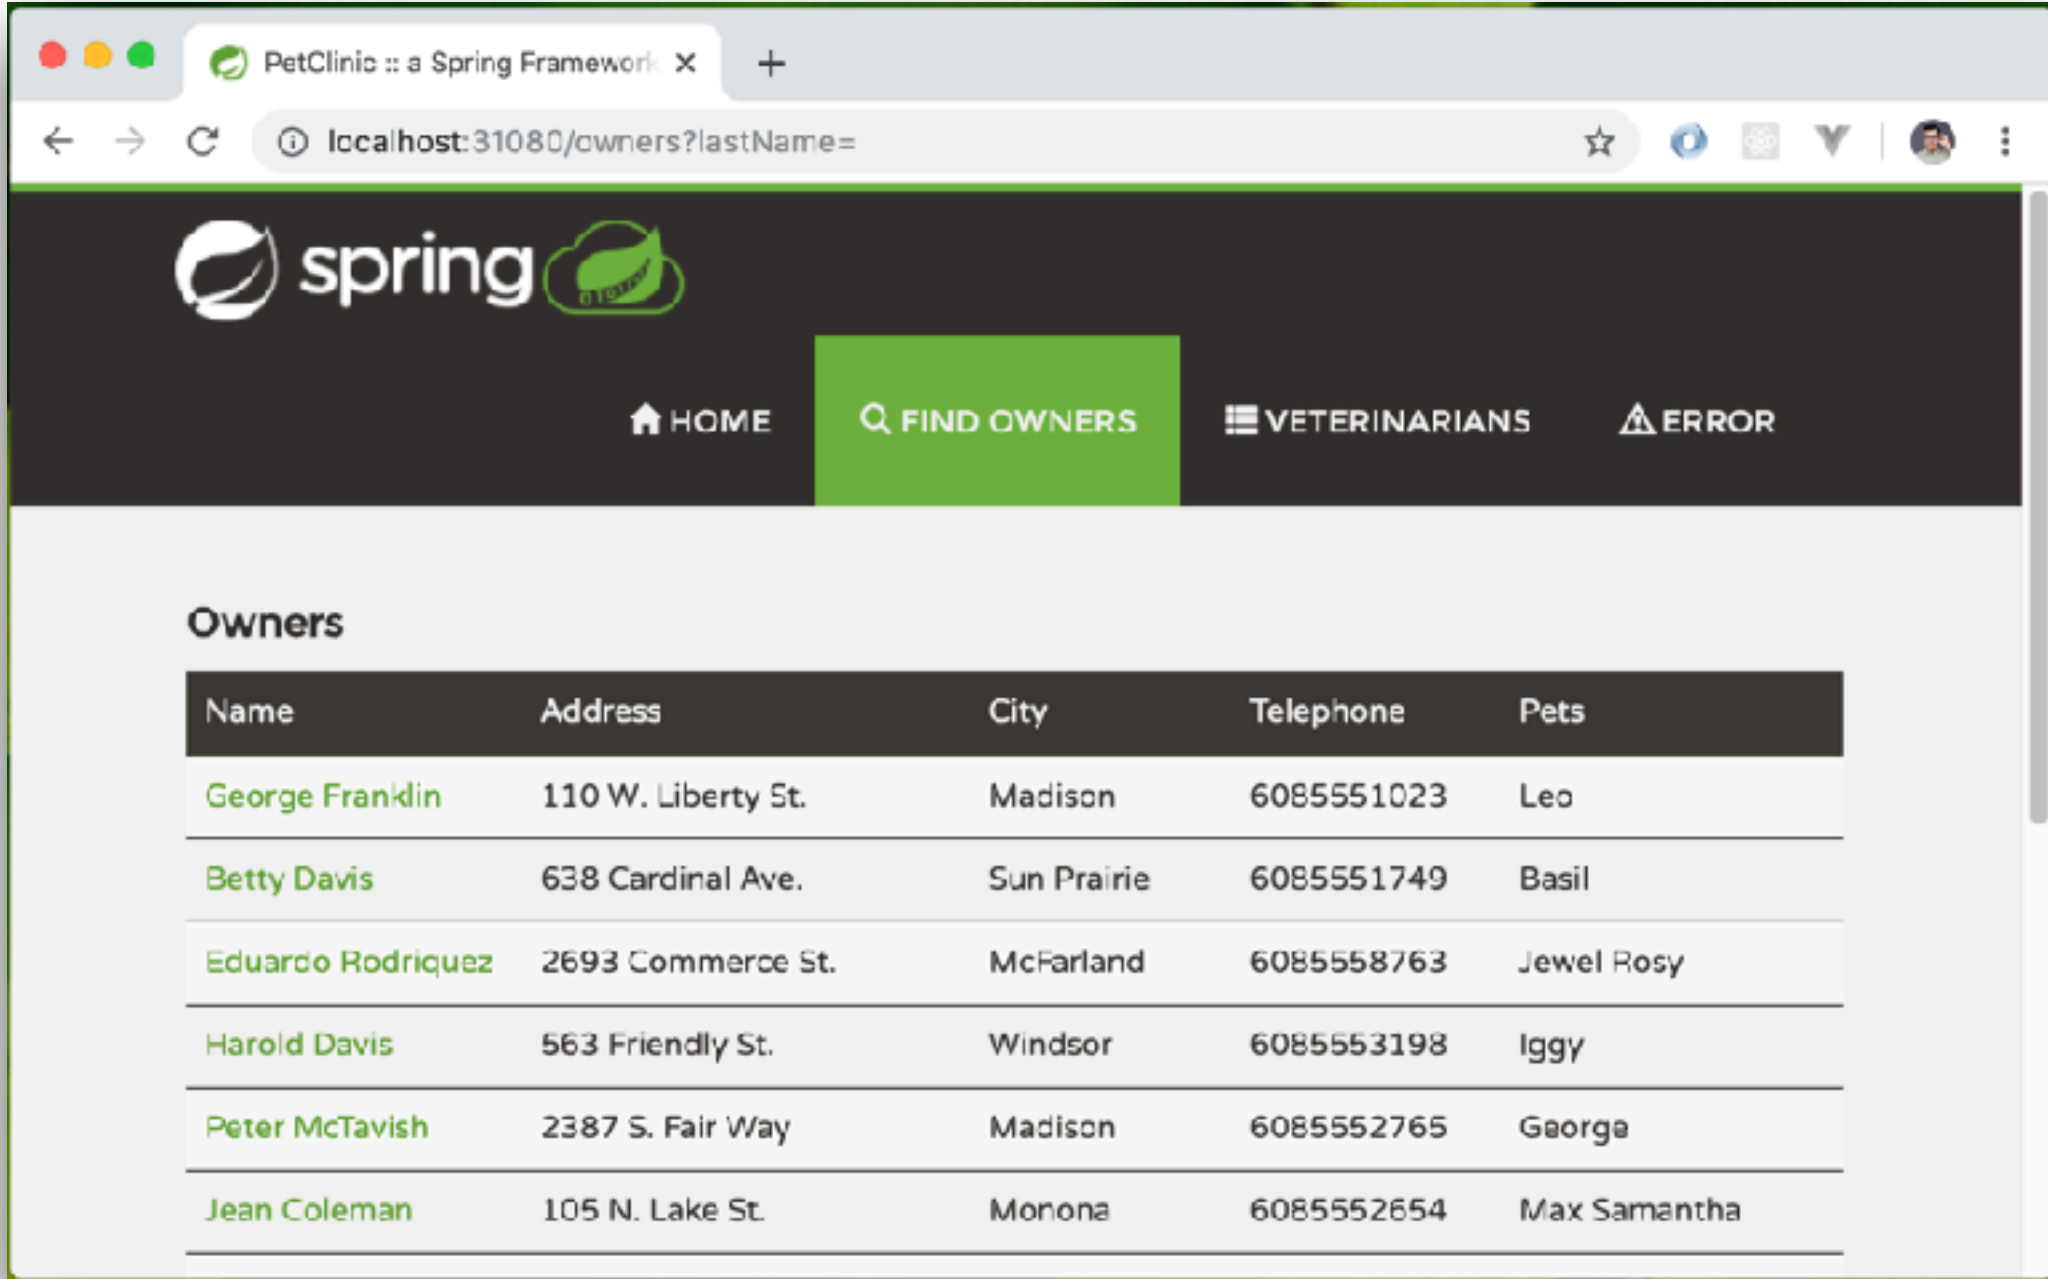 PetClinic :: a Spring Framework
localhost:31080/owners?lastName=
spring
HOME FIND OWNERS VETERINARIANS ERROR
Owners
Name Address City Telephone Pets
George Franklin 110 W. Liberty St. Madison 6085551023 Leo
Betty Davis 638 Cardinal Ave. Sun Prairie 6085551749 Basil
Eduardo Rodriquez 2693 Commerce St. McFarland 6085558763 Jewel Rosy
Harold Davis 563 Friendly St. Windsor 6085553198 Iggy
Peter McTavish 2387 S. Fair Way Madison 6085552765 George
Jean Coleman 105 N. Lake St. Monona 6085552654 Max Samantha